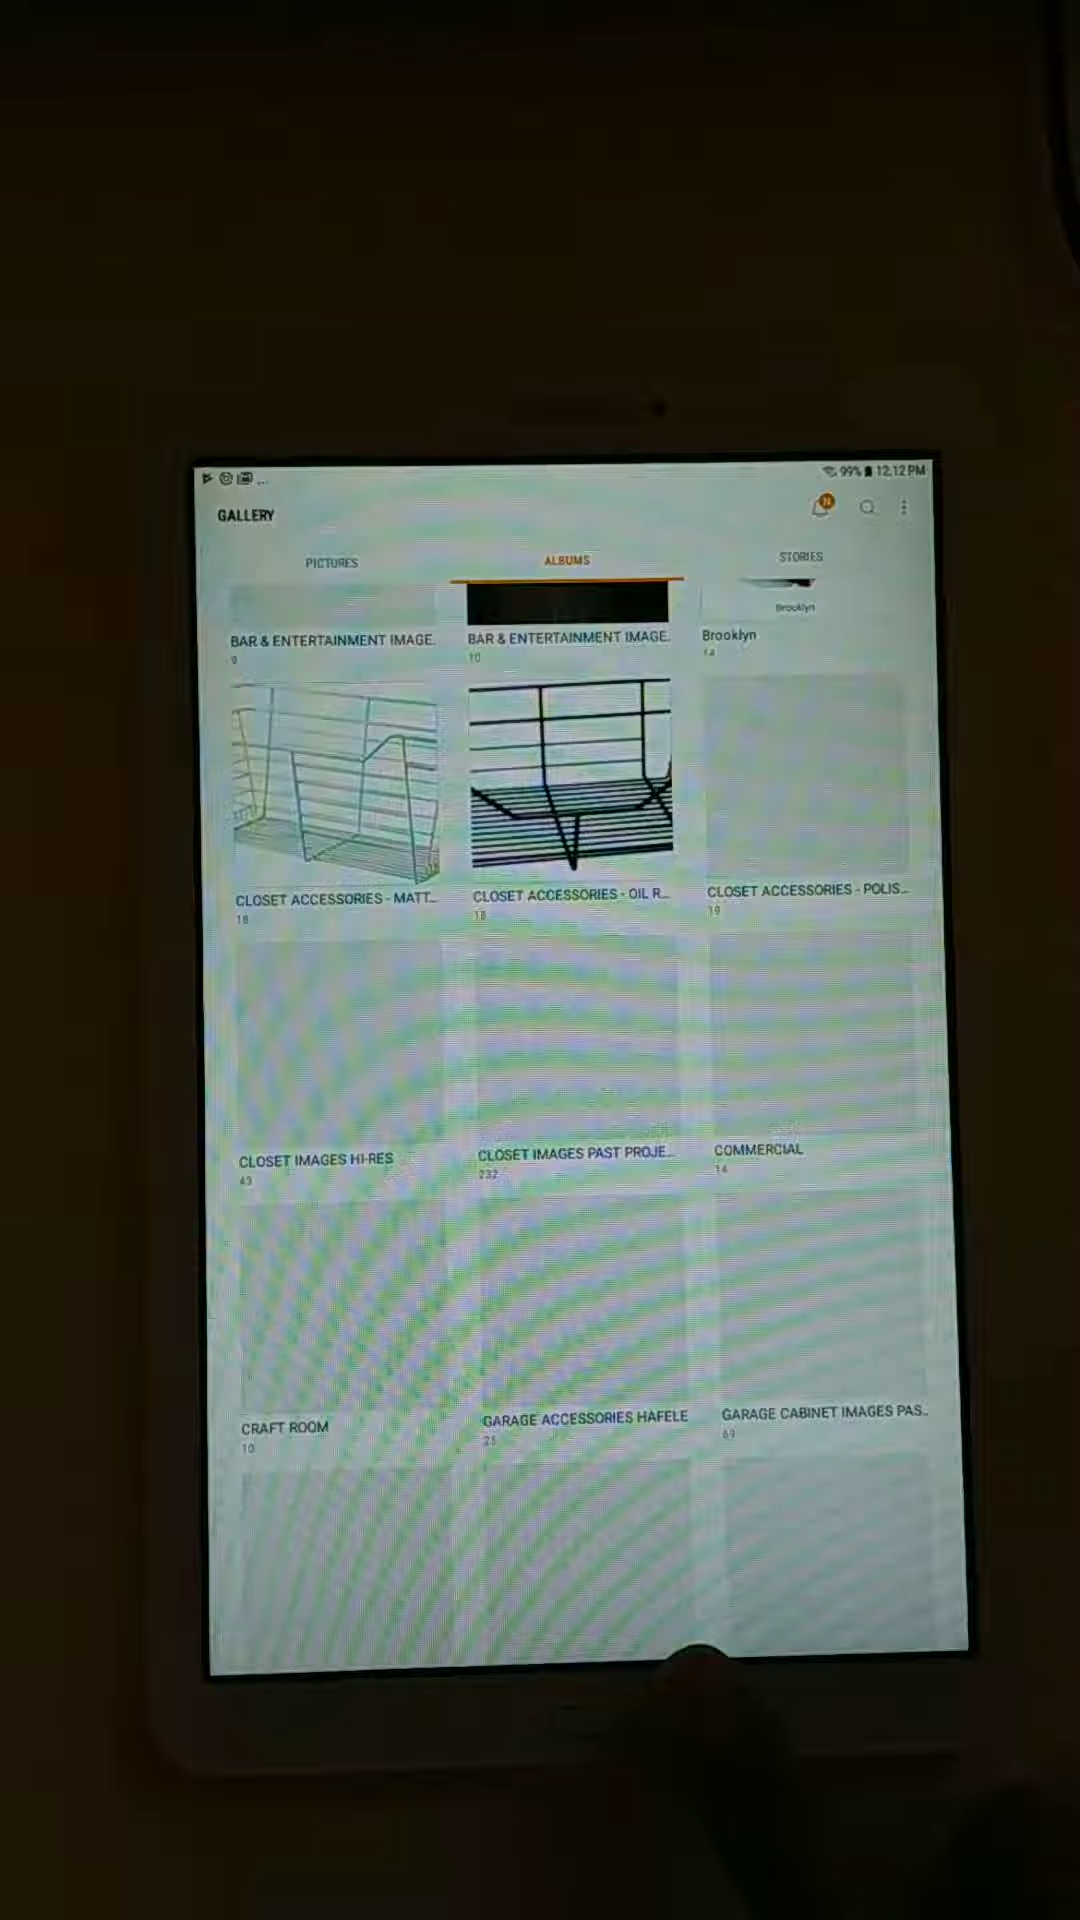 ... 99% 12:12 PM
GALLERY
N
PICTURES ALBUMS STORIES
Brooklyn
BAR & ENTERTAINMENT IMAGE. BAR & ENTERTAINMENT IMAGE. Brooklyn
9 10 14
CLOSET ACCESSORIES - MATT... CLOSET ACCESSORIES - OIL R... CLOSET ACCESSORIES - POLIS...
18 18 19
CLOSET IMAGES HI-RES CLOSET IMAGES PAST PROJE... COMMERCIAL
43 232 14
CRAFT ROOM GARAGE ACCESSORIES HAFELE GARAGE CABINET IMAGES PAS...
10 25 69